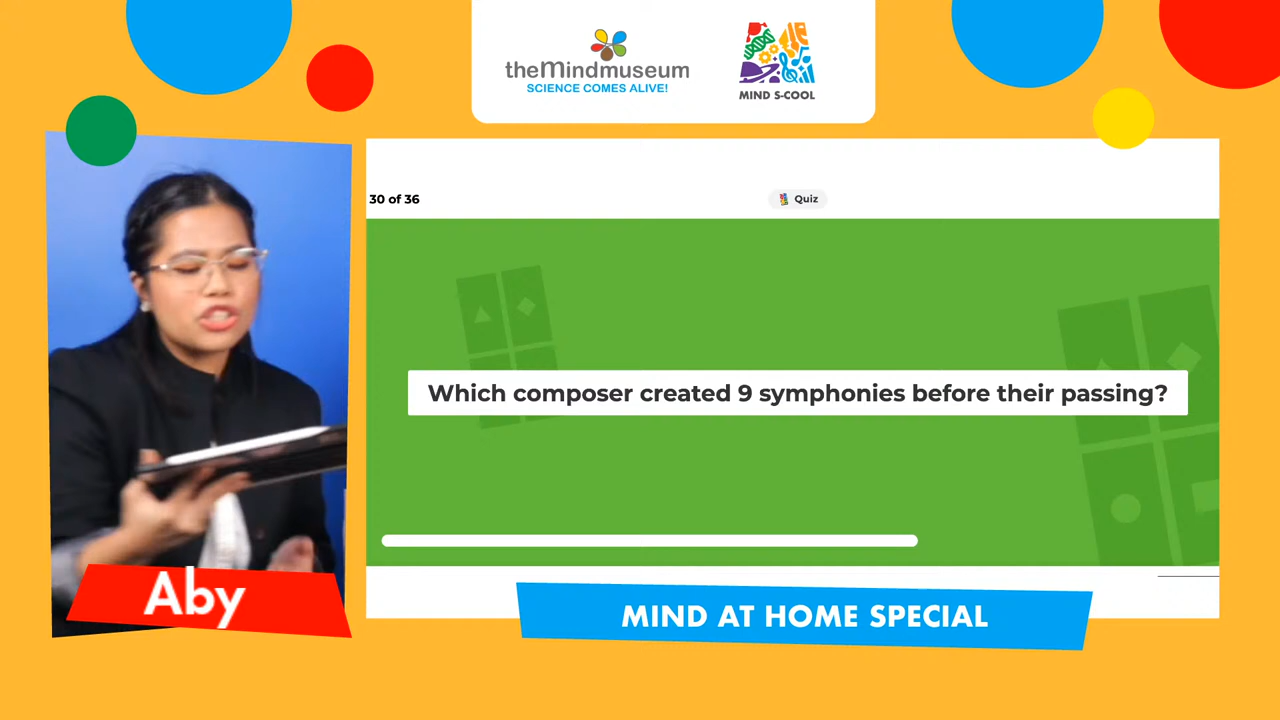 theMindmuseum
SCIENCE COMES ALIVE!
MIND S-COOL
30 of 36
Quiz
Which composer created 9 symphonies before their passing?
Aby
MIND AT HOME SPECIAL